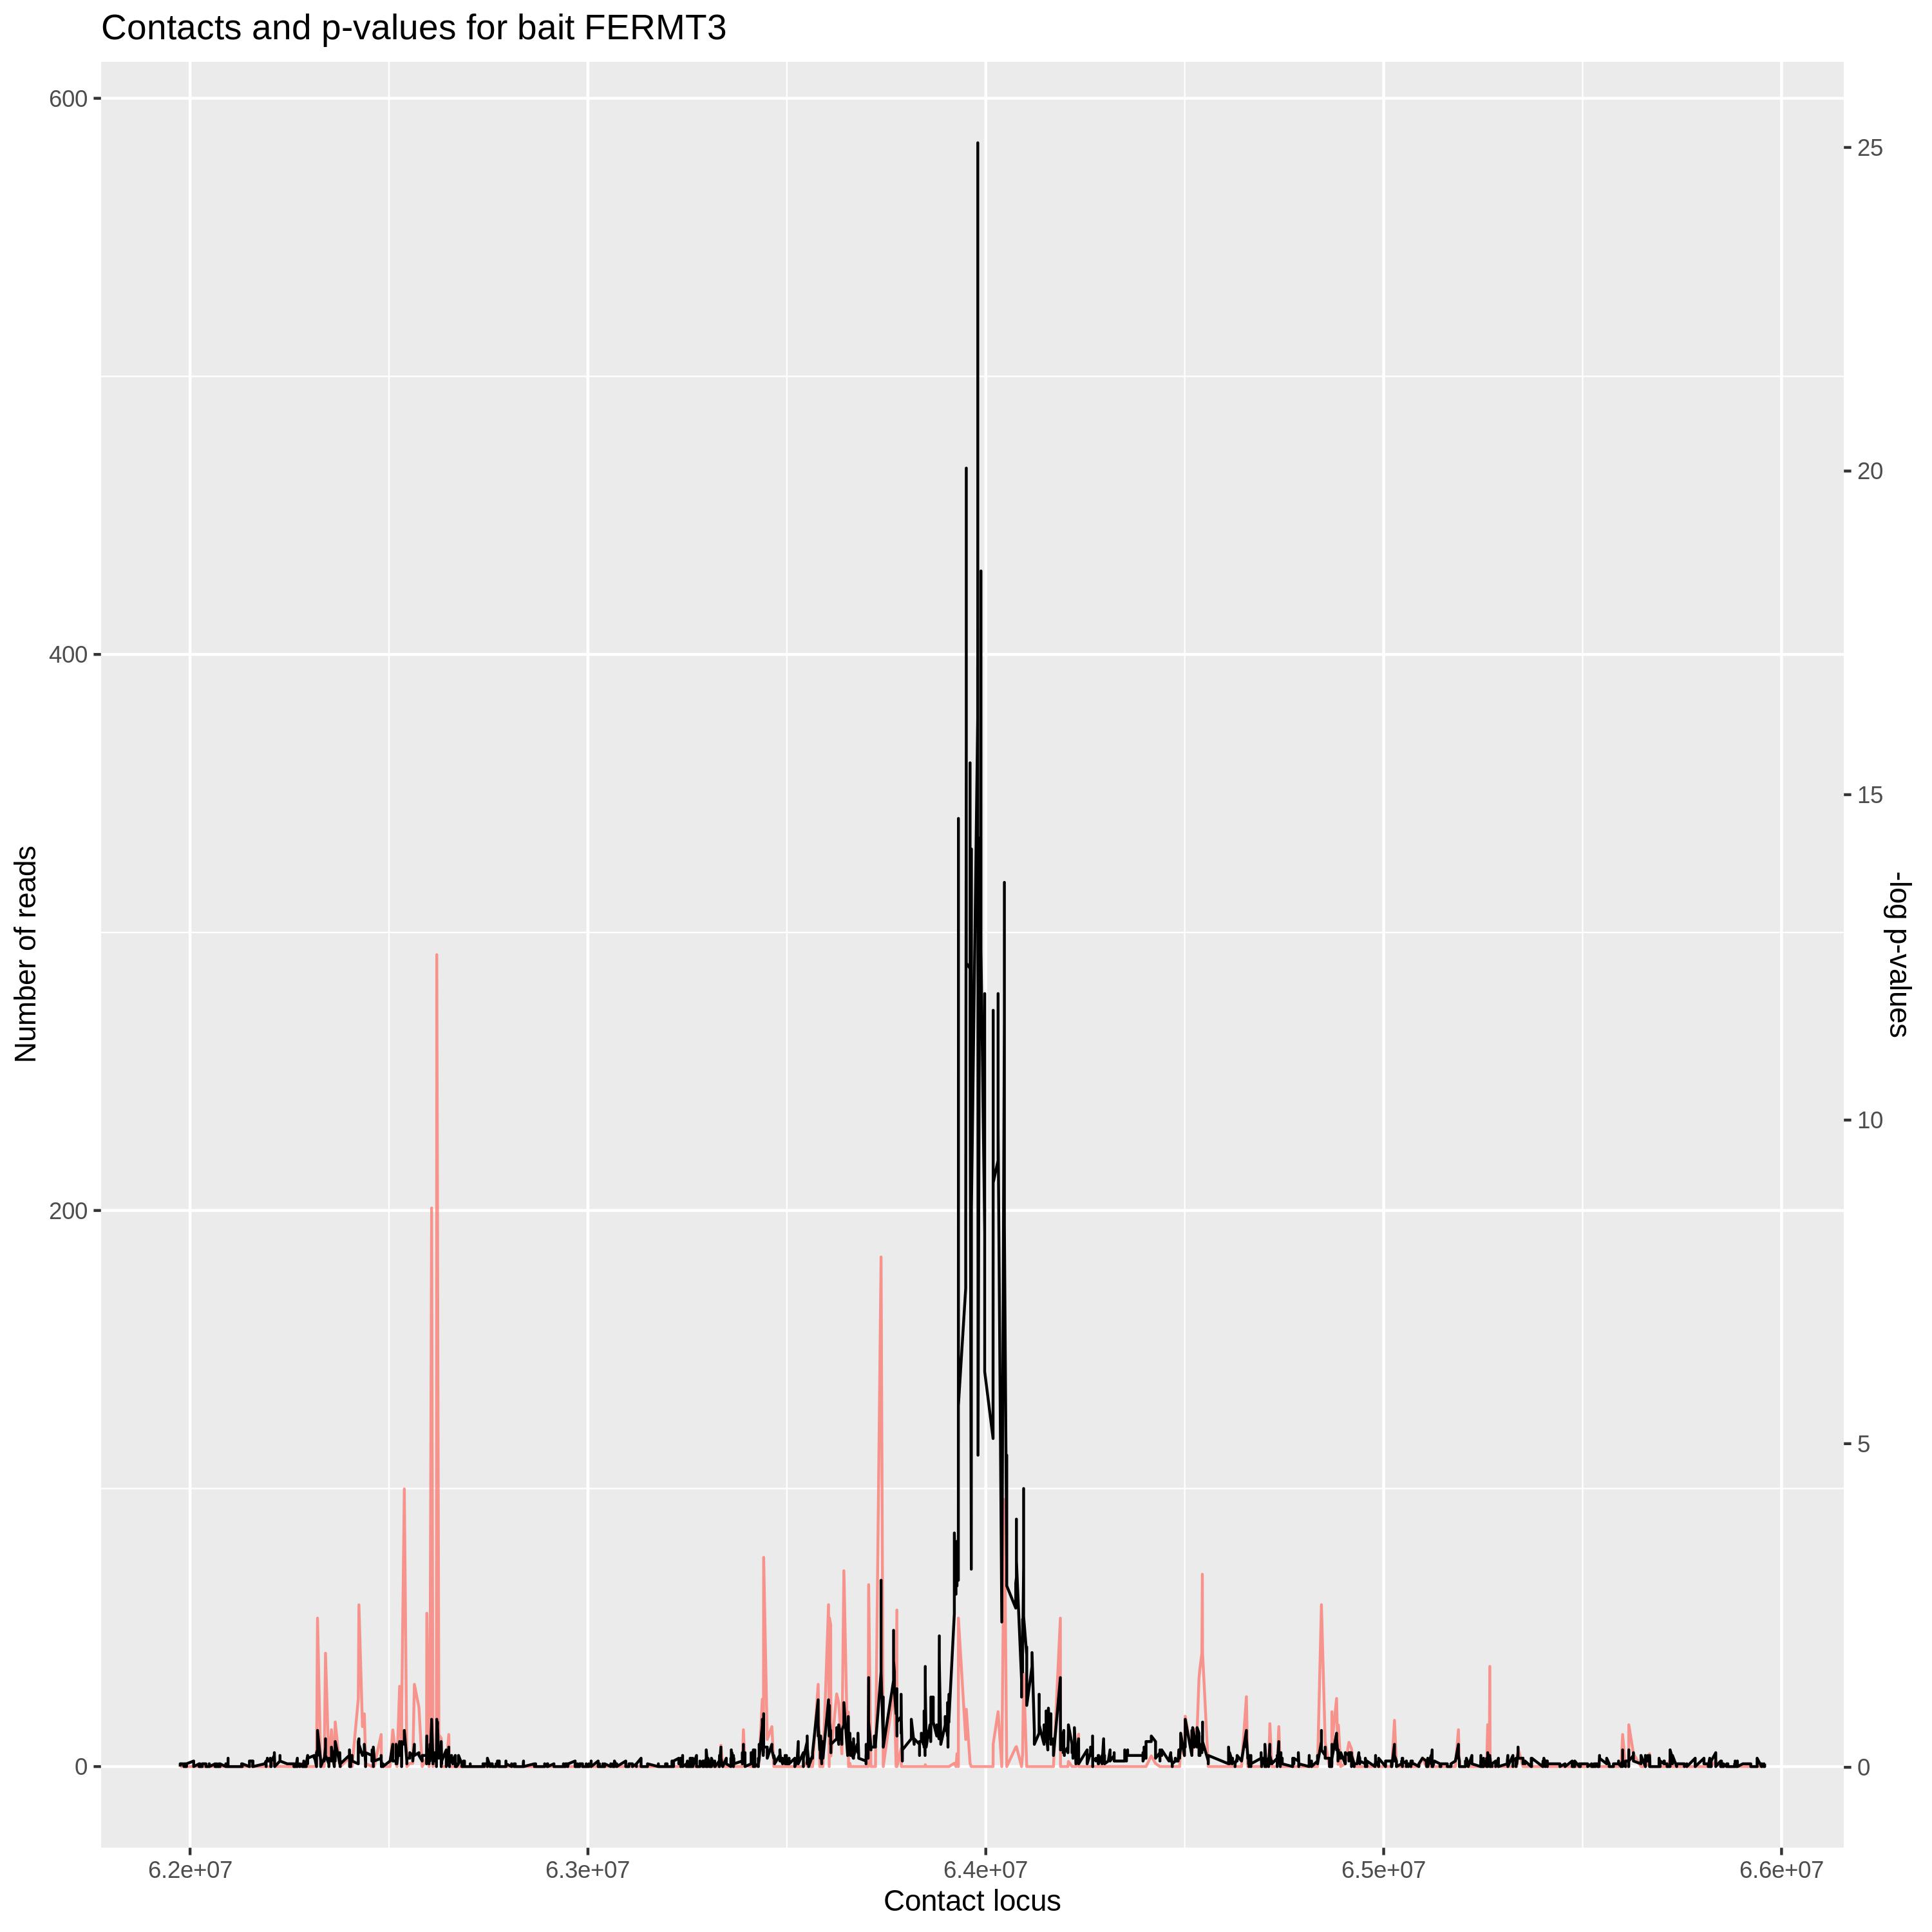 Contacts and p-values for bait FERMT3
600
400
200
0
Number of reads
25
20
15
10
5
0
-log p-values
6.2e+07
6.3e+07
6.4e+07
6.5e+07
6.6e+07
Contact locus